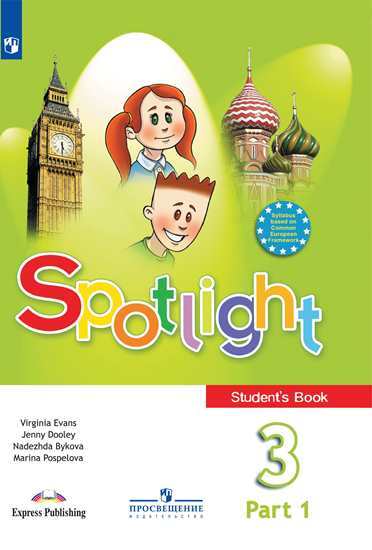 Syllabus
based on
Common
European
Framework
Spotlight
Student's Book
Virginia Evans
Jenny Dooley
Nadezhda Bykova
Marina Pospelova
3
Part 1
Express Publishing
ПРОСВЕЩЕНИЕ
ИЗДАТЕЛЬСТВО